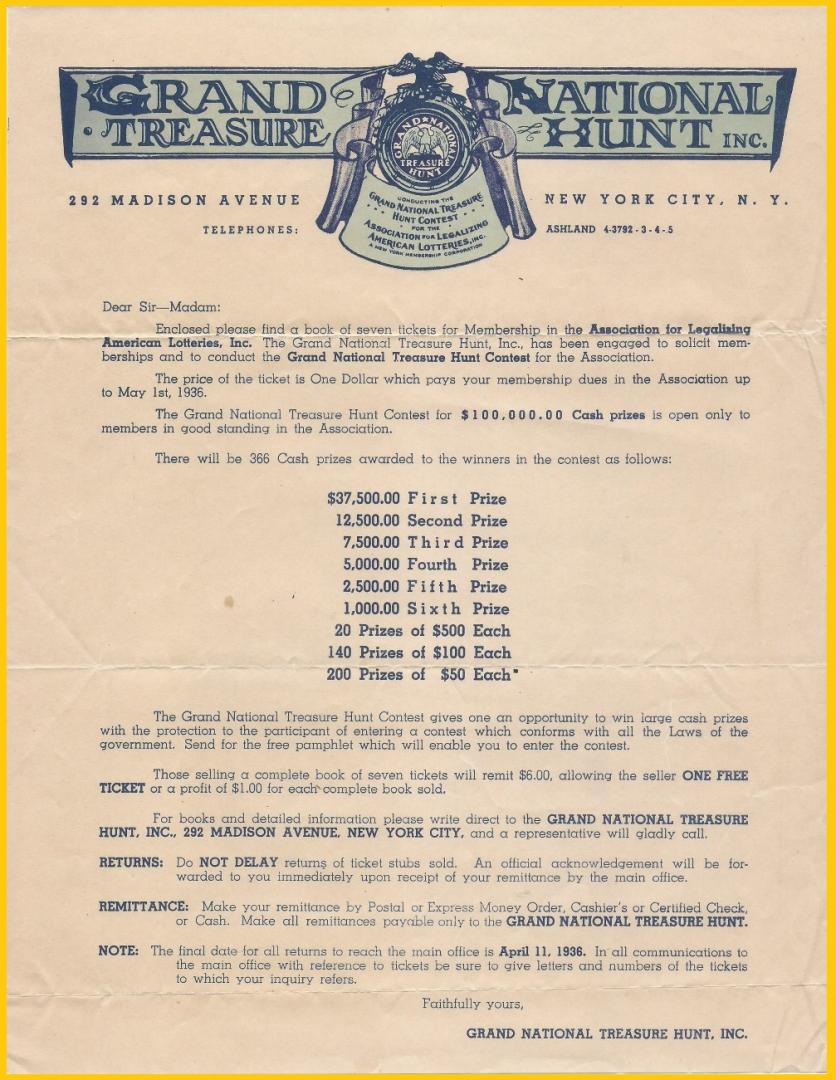 GRAND NATIONAL
TREASURE HUNT INC.
GRAND NATIONAL
TREASURE
HUNT
CONDUCTING THE
GRAND NATIONAL TREASURE
HUNT CONTEST
FOR THE
ASSOCIATION FOR LEGALIZING
AMERICAN LOTTERIES, INC.
A NEW YORK MEMBERSHIP CORPORATION
292 MADISON AVENUE
NEW YORK CITY, N. Y.
TELEPHONES:
ASHLAND 4-3792-3-4-5
Dear Sir—Madam:
Enclosed please find a book of seven tickets for Membership in the Association for Legalizing
American Lotteries, Inc. The Grand National Treasure Hunt, Inc., has been engaged to solicit mem-
berships and to conduct the Grand National Treasure Hunt Contest for the Association.
The price of the ticket is One Dollar which pays your membership dues in the Association up
to May 1st, 1936.
The Grand National Treasure Hunt Contest for $100,000.00 Cash prizes is open only to
members in good standing in the Association.
There will be 366 Cash prizes awarded to the winners in the contest as follows:
$37,500.00 First Prize
12,500.00 Second Prize
7,500.00 Third Prize
5,000.00 Fourth Prize
2,500.00 Fifth Prize
1,000.00 Sixth Prize
20 Prizes of $500 Each
140 Prizes of $100 Each
200 Prizes of $50 Each
The Grand National Treasure Hunt Contest gives one an opportunity to win large cash prizes
with the protection to the participant of entering a contest which conforms with all the Laws of the
government. Send for the free pamphlet which will enable you to enter the contest.
Those selling a complete book of seven tickets will remit $6.00, allowing the seller ONE FREE
TICKET or a profit of $1.00 for each complete book sold.
For books and detailed information please write direct to the GRAND NATIONAL TREASURE
HUNT, INC., 292 MADISON AVENUE, NEW YORK CITY, and a representative will gladly call.
RETURNS: Do NOT DELAY returns of ticket stubs sold. An official acknowledgement will be for-
warded to you immediately upon receipt of your remittance by the main office.
REMITTANCE: Make your remittance by Postal or Express Money Order, Cashier's or Certified Check,
or Cash. Make all remittances payable only to the GRAND NATIONAL TREASURE HUNT.
NOTE: The final date for all returns to reach the main office is April 11, 1936. In all communications to
the main office with reference to tickets be sure to give letters and numbers of the tickets
to which your inquiry refers.
Faithfully yours,
GRAND NATIONAL TREASURE HUNT, INC.